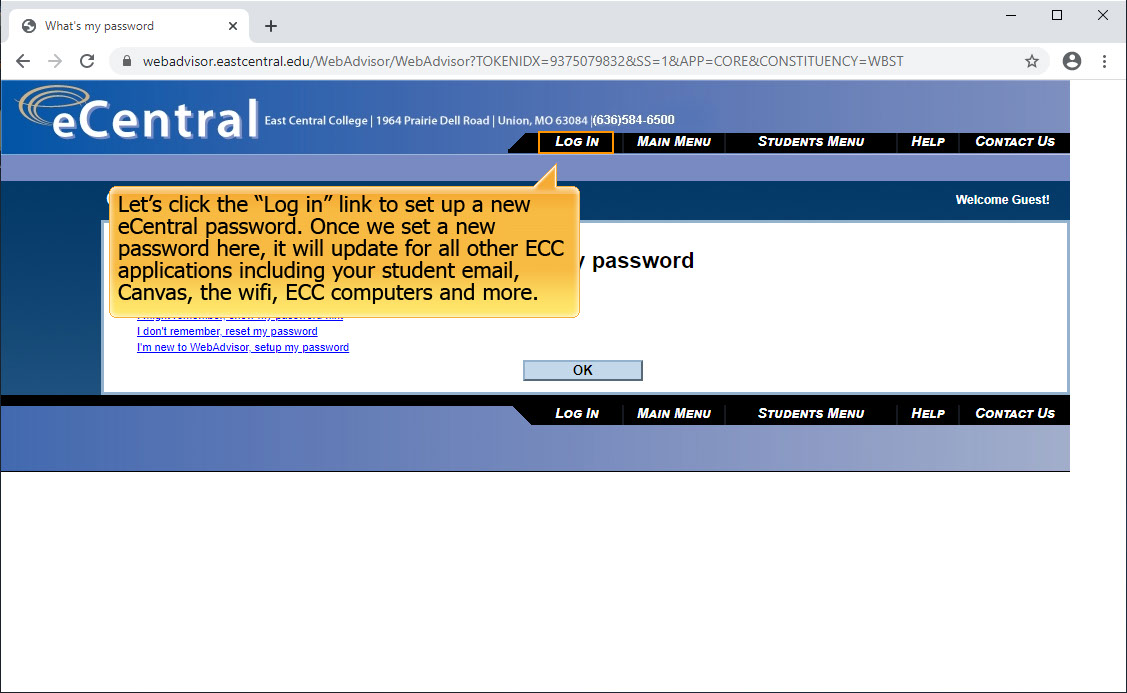 What's my password
webadvisor.eastcentral.edu/WebAdvisor/WebAdvisor?TOKENIDX=9375079832&SS=1&APP=CORE&CONSTITUENCY=WBST
eCentral East Central College | 1964 Prairie Dell Road | Union, MO 63084 |(636)584-6500
LOG IN MAIN MENU STUDENTS MENU HELP CONTACT US
Welcome Guest!
Let's click the “Log in” link to set up a new
eCentral password. Once we set a new
password here, it will update for all other ECC
applications including your student email,
Canvas, the wifi, ECC computers and more.
password
I don't remember, reset my password
I'm new to WebAdvisor, setup my password
OK
LOG IN MAIN MENU STUDENTS MENU HELP CONTACT US